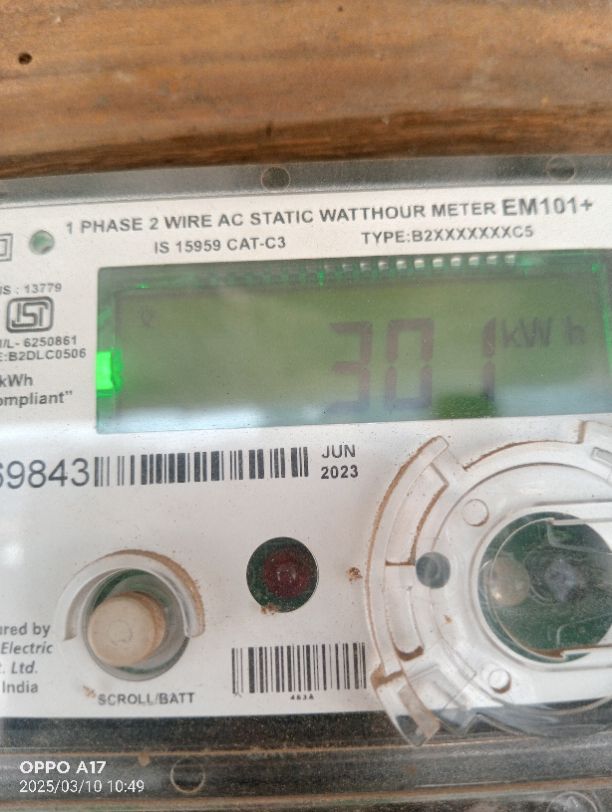 1 PHASE 2 WIRE AC STATIC WATTHOUR METER EM101+
IS 15959 CAT-C3 TYPE:B2XXXXXXXC5
IS : 13779
ISI
/L- 6250861
E:B2DLC0506
kWh
ompliant"
301 kWh
69843
JUN
2023
ured by
Electric
. Ltd.
India
SCROLL/BATT
OPPO A17
2025/03/10 10:49